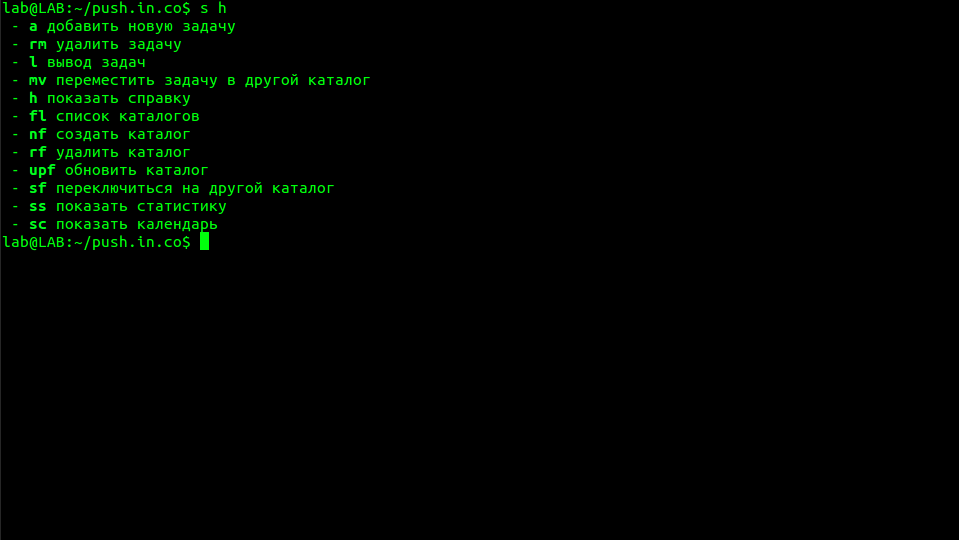 lab@LAB:~/push.in.co$ s h
- a добавить новую задачу
- rm удалить задачу
- l вывод задач
- mv переместить задачу в другой каталог
- h показать справку
- fl список каталогов
- nf создать каталог
- rf удалить каталог
- upf обновить каталог
- sf переключиться на другой каталог
- ss показать статистику
- sc показать календарь
lab@LAB:~/push.in.co$